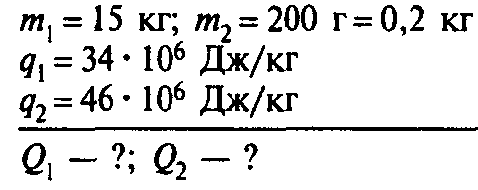 m₁ = 15 кг; m₂ = 200 г = 0,2 кг
q₁ = 34 · 10⁶ Дж/кг
q₂ = 46 · 10⁶ Дж/кг
Q₁ — ?; Q₂ — ?